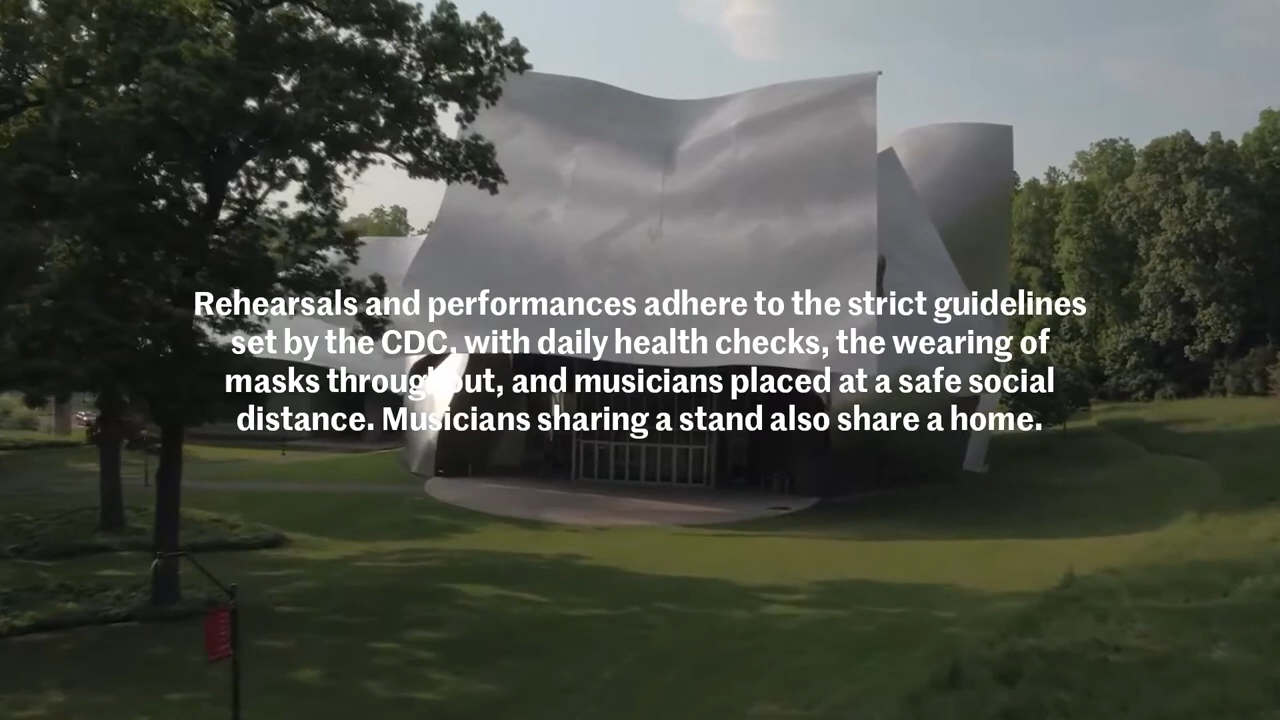 Rehearsals and performances adhere to the strict guidelines
set by the CDC, with daily health checks, the wearing of
masks throughout, and musicians placed at a safe social
distance. Musicians sharing a stand also share a home.